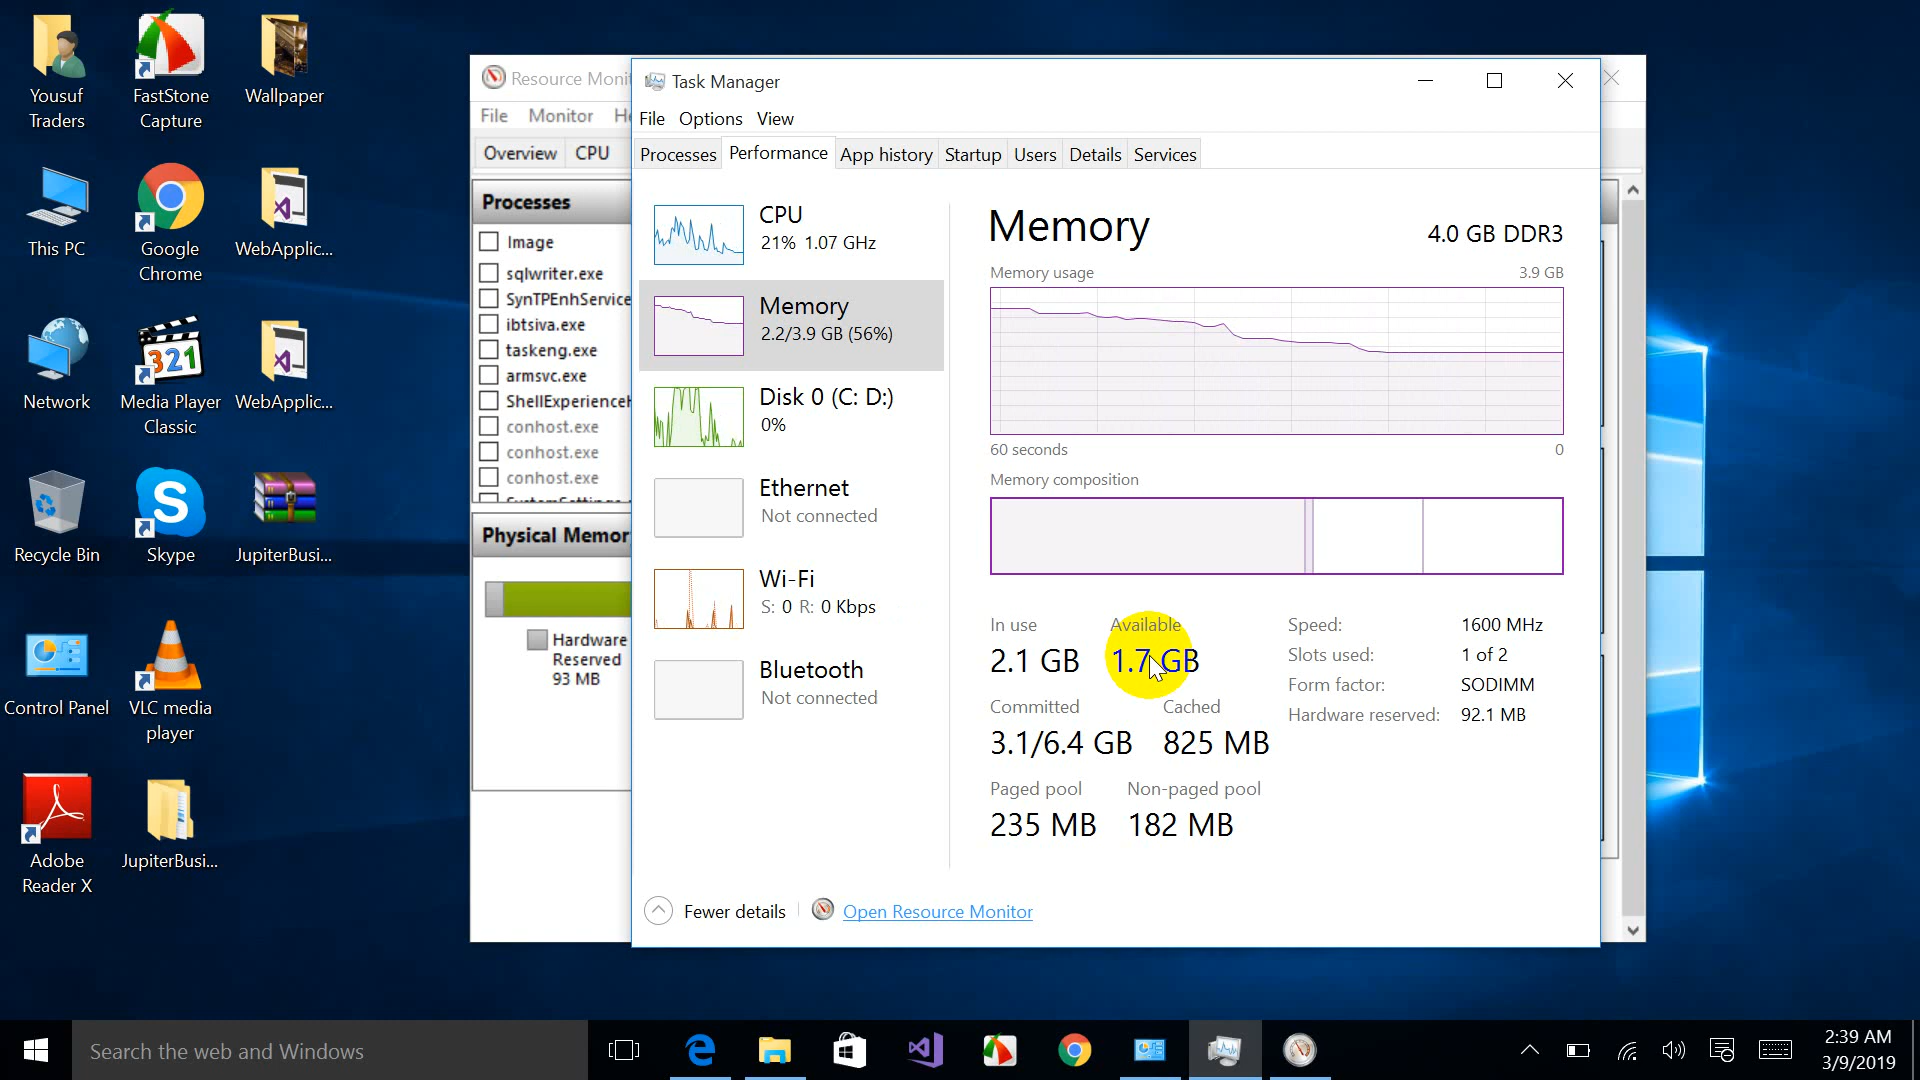 Yousuf
Traders
FastStone
Capture
Wallpaper
This PC
Google
Chrome
WebApplic...
Network
Media Player
Classic
WebApplic...
Recycle Bin
Skype
JupiterBusi...
Control Panel
VLC media
player
Adobe
Reader X
JupiterBusi...
Resource Monit
File Monitor He
Overview CPU
Processes
Image
sqlwriter.exe
SynTPEnhService
ibtsiva.exe
taskeng.exe
armsvc.exe
ShellExperienceH
conhost.exe
conhost.exe
conhost.exe
Physical Memor
Hardware
Reserved
93 MB
Task Manager
File Options View
Processes Performance App history Startup Users Details Services
CPU
21% 1.07 GHz
Memory
2.2/3.9 GB (56%)
Disk 0 (C: D:)
0%
Ethernet
Not connected
Wi-Fi
S: 0 R: 0 Kbps
Bluetooth
Not connected
Memory 4.0 GB DDR3
Memory usage 3.9 GB
60 seconds 0
Memory composition
In use Available
2.1 GB 1.7 GB
Committed Cached
3.1/6.4 GB 825 MB
Paged pool Non-paged pool
235 MB 182 MB
Speed: 1600 MHz
Slots used: 1 of 2
Form factor: SODIMM
Hardware reserved: 92.1 MB
Fewer details Open Resource Monitor
Search the web and Windows
2:39 AM
3/9/2019